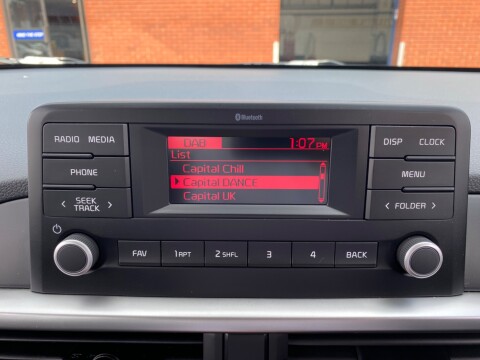 Bluetooth
RADIO MEDIA
PHONE
SEEK
TRACK
DAB 1:07PM
List
Capital Chill
Capital DANCE
Capital UK
DISP CLOCK
MENU
FOLDER
FAV 1 RPT 2 SHFL 3 4 BACK